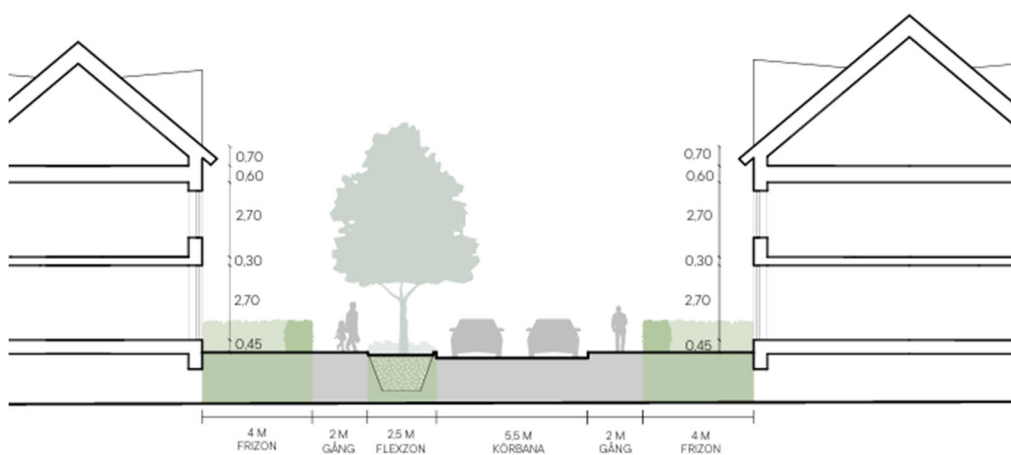 0,70
0,60
2,70
0,30
2,70
0,45
0,70
0,60
2,70
0,30
2,70
0,45
4 M
FRIZON
2 M
GÅNG
2,5 M
FLEXZON
5,5 M
KÖRBANA
2 M
GÅNG
4 M
FRIZON